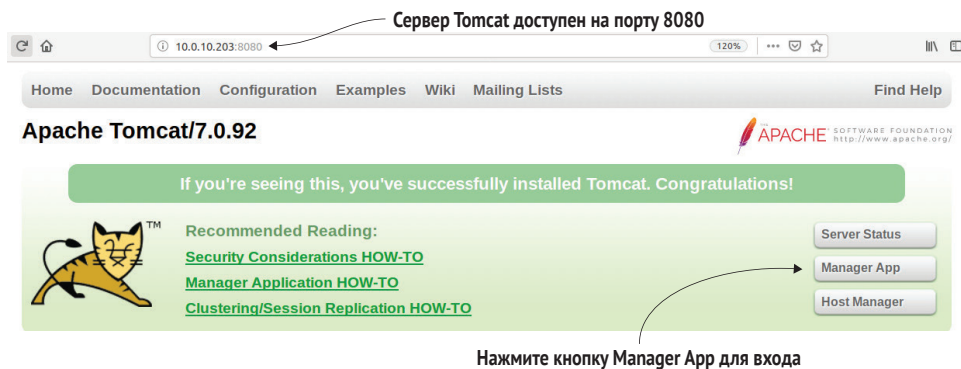 Сервер Tomcat доступен на порту 8080
10.0.10.203:8080
120%
Home Documentation Configuration Examples Wiki Mailing Lists Find Help
Apache Tomcat/7.0.92
THE
APACHE SOFTWARE FOUNDATION
http://www.apache.org/
If you're seeing this, you've successfully installed Tomcat. Congratulations!
TM
Recommended Reading:
Security Considerations HOW-TO
Manager Application HOW-TO
Clustering/Session Replication HOW-TO
Server Status
Manager App
Host Manager
Нажмите кнопку Manager App для входа